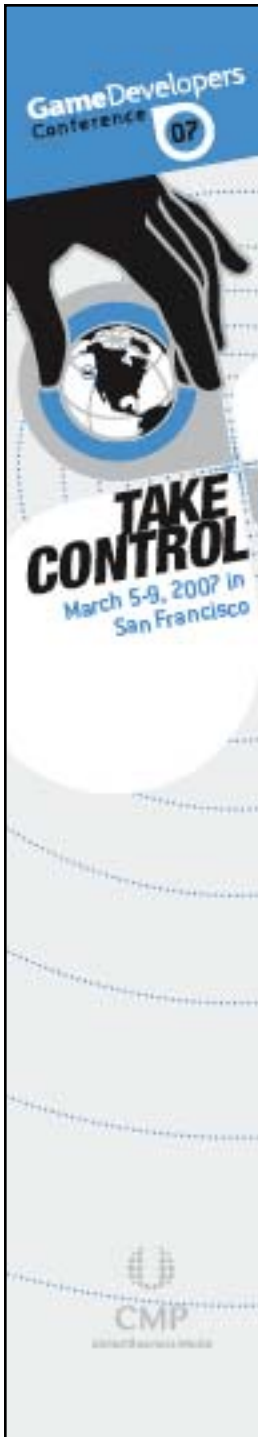 GameDevelopers
Conference
07
TAKE
CONTROL
March 5-9, 2007 in
San Francisco
CMP